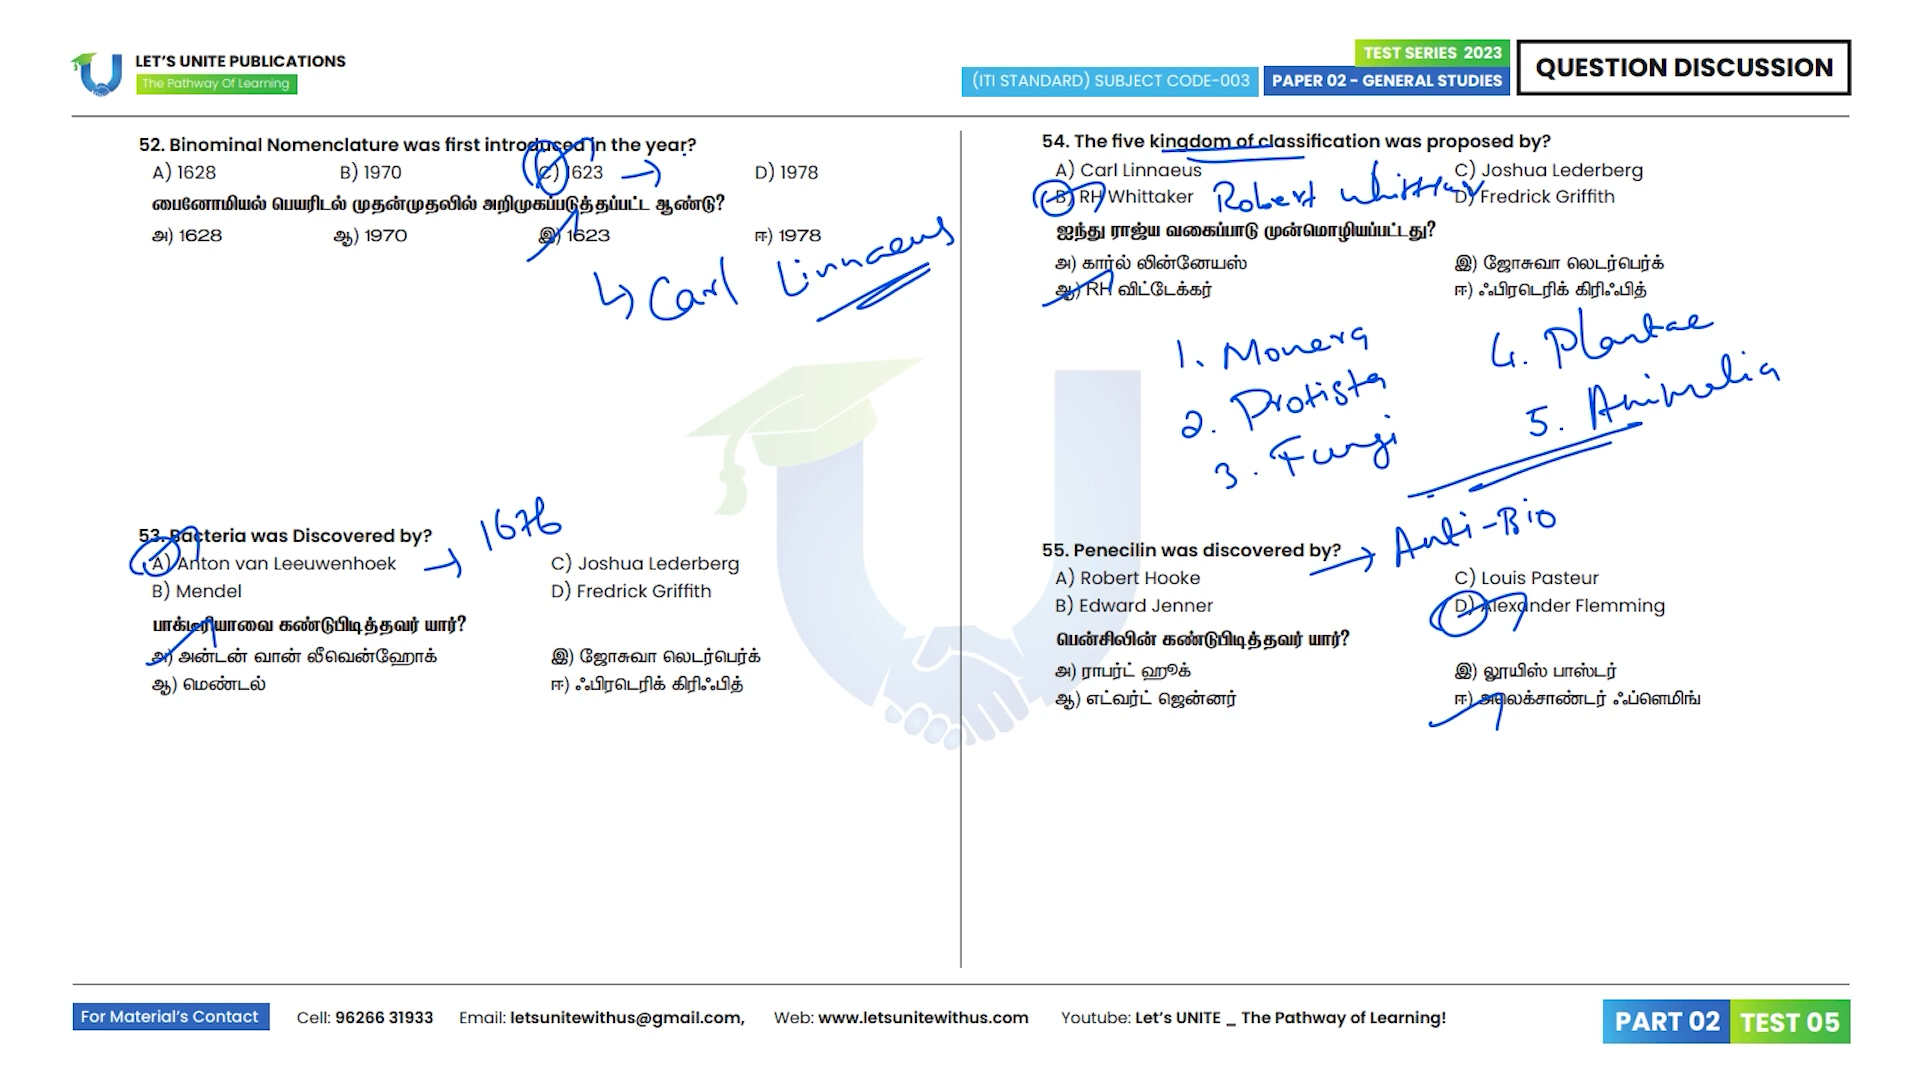 LET'S UNITE PUBLICATIONS
The Pathway Of Learning
TEST SERIES 2023
(ITI STANDARD) SUBJECT CODE-003 PAPER 02 - GENERAL STUDIES
QUESTION DISCUSSION
52. Binominal Nomenclature was first introduced in the year?
A) 1628 B) 1970 C) 1623 → D) 1978
பைனோமியல் பெயரிடல் முதன்முதலில் அறிமுகப்படுத்தப்பட்ட ஆண்டு?
அ) 1628 ஆ) 1970 இ) 1623 ஈ) 1978
↳ Carl Linnaeus
53. Bacteria was Discovered by?
A) Anton van Leeuwenhoek → 1676 C) Joshua Lederberg
B) Mendel D) Fredrick Griffith
பாக்டீரியாவை கண்டுபிடித்தவர் யார்?
அ) அன்டன் வான் லீவென்ஹோக் இ) ஜோசுவா லெடர்பெர்க்
ஆ) மெண்டல் ஈ) ஃபிரடெரிக் கிரிஃபித்
54. The five kingdom of classification was proposed by?
A) Carl Linnaeus C) Joshua Lederberg
B) RH Whittaker Robert Whittaker D) Fredrick Griffith
ஐந்து ராஜ்ய வகைப்பாடு முன்மொழியப்பட்டது?
அ) கார்ல் லின்னேயஸ் இ) ஜோசுவா லெடர்பெர்க்
ஆ) RH விட்டேக்கர் ஈ) ஃபிரடெரிக் கிரிஃபித்
1. Monera
2. Protista
3. Fungi
4. Plantae
5. Animalia
55. Penecilin was discovered by? → Anti-Bio
A) Robert Hooke C) Louis Pasteur
B) Edward Jenner D) Alexander Flemming
பென்சிலின் கண்டுபிடித்தவர் யார்?
அ) ராபர்ட் ஹூக் இ) லூயிஸ் பாஸ்டர்
ஆ) எட்வர்ட் ஜென்னர் ஈ) அலெக்சாண்டர் ஃப்ளெமிங்
For Material's Contact Cell: 96266 31933 Email: letsunitewithus@gmail.com, Web: www.letsunitewithus.com Youtube: Let's UNITE _ The Pathway of Learning!
PART 02 TEST 05